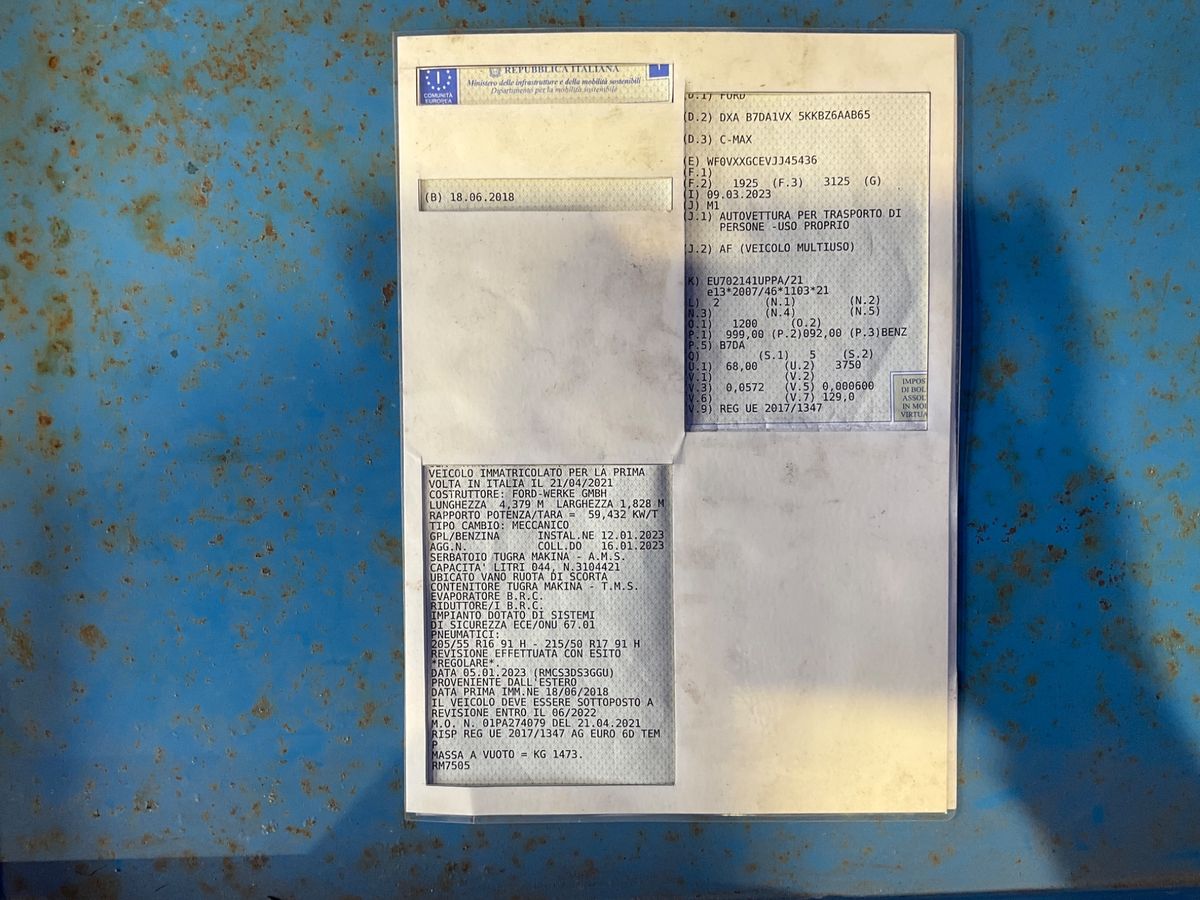 REPUBBLICA ITALIANA
Ministero delle infrastrutture e della mobilità sostenibili
Dipartimento per la mobilità sostenibile
I
COMUNITÀ
EUROPEA
(B) 18.06.2018
VEICOLO IMMATRICOLATO PER LA PRIMA
VOLTA IN ITALIA IL 21/04/2021
COSTRUTTORE: FORD-WERKE GMBH
LUNGHEZZA 4,379 M LARGHEZZA 1,828 M
RAPPORTO POTENZA/TARA = 59,432 KW/T
TIPO CAMBIO: MECCANICO
GPL/BENZINA INSTAL.NE 12.01.2023
AGG.N. COLL.DO 16.01.2023
SERBATOIO TUGRA MAKINA - A.M.S.
CAPACITA' LITRI 044, N.3104421
UBICATO VANO RUOTA DI SCORTA
CONTENITORE TUGRA MAKINA - T.M.S.
EVAPORATORE B.R.C.
RIDUTTORE/I B.R.C.
IMPIANTO DOTATO DI SISTEMI
DI SICUREZZA ECE/ONU 67.01
PNEUMATICI:
205/55 R16 91 H - 215/50 R17 91 H
REVISIONE EFFETTUATA CON ESITO
*REGOLARE*.
DATA 05.01.2023 (RMCS3DS3GGU)
PROVENIENTE DALL'ESTERO
DATA PRIMA IMM.NE 18/06/2018
IL VEICOLO DEVE ESSERE SOTTOPOSTO A
REVISIONE ENTRO IL 06/2022
M.O. N. 01PA274079 DEL 21.04.2021
RISP REG UE 2017/1347 AG EURO 6D TEM
P
MASSA A VUOTO = KG 1473.
RM7505
(D.1) FORD
(D.2) DXA B7DA1VX 5KKBZ6AAB65
(D.3) C-MAX
(E) WF0VXXGCEVJJ45436
(F.1)
(F.2) 1925 (F.3) 3125 (G)
(I) 09.03.2023
(J) M1
(J.1) AUTOVETTURA PER TRASPORTO DI
PERSONE -USO PROPRIO
(J.2) AF (VEICOLO MULTIUSO)
K) EU702141UPPA/21
e13*2007/46*1103*21
L) 2 (N.1) (N.2)
N.3) (N.4) (N.5)
O.1) 1200 (O.2)
P.1) 999,00 (P.2)092,00 (P.3)BENZ
P.5) B7DA
Q) (S.1) 5 (S.2)
U.1) 68,00 (U.2) 3750
V.1) (V.2)
V.3) 0,0572 (V.5) 0,000600
V.6) (V.7) 129,0
V.9) REG UE 2017/1347
IMPOS
DI BOL
ASSOL
IN MOD
VIRTUA